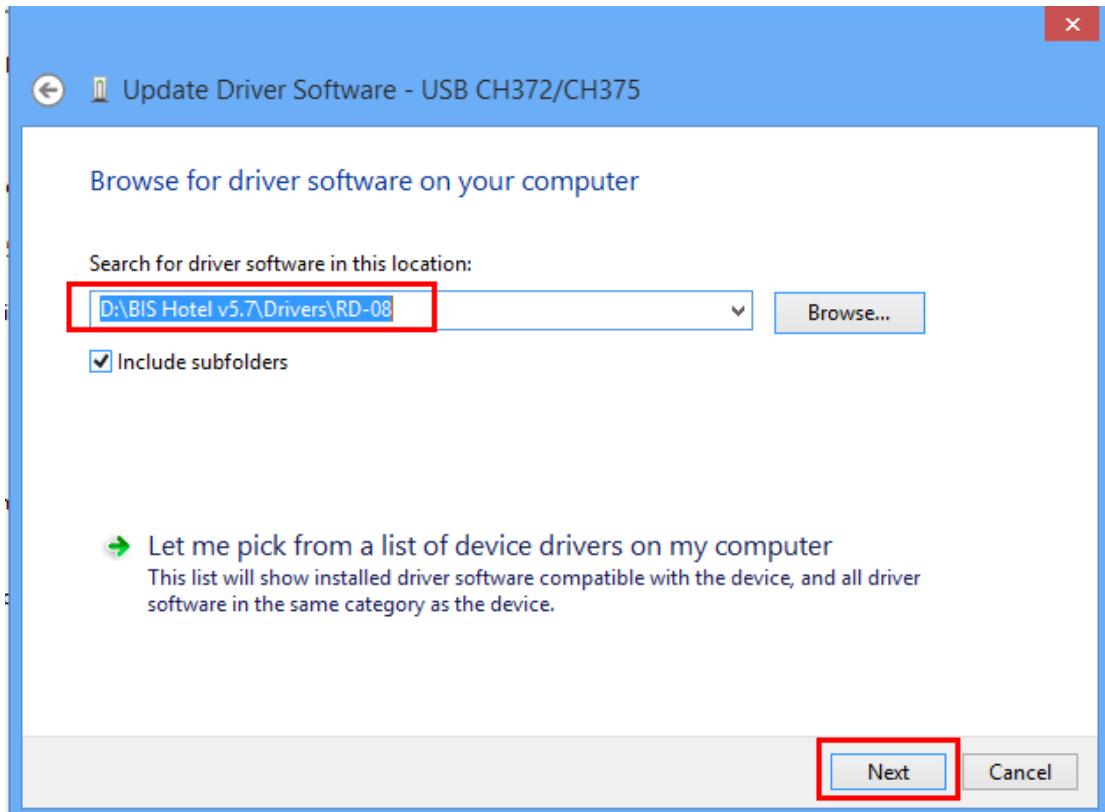 Update Driver Software - USB CH372/CH375
Browse for driver software on your computer
Search for driver software in this location:
D:\BIS Hotel v5.7\Drivers\RD-08
Browse...
Include subfolders
Let me pick from a list of device drivers on my computer
This list will show installed driver software compatible with the device, and all driver
software in the same category as the device.
Next
Cancel